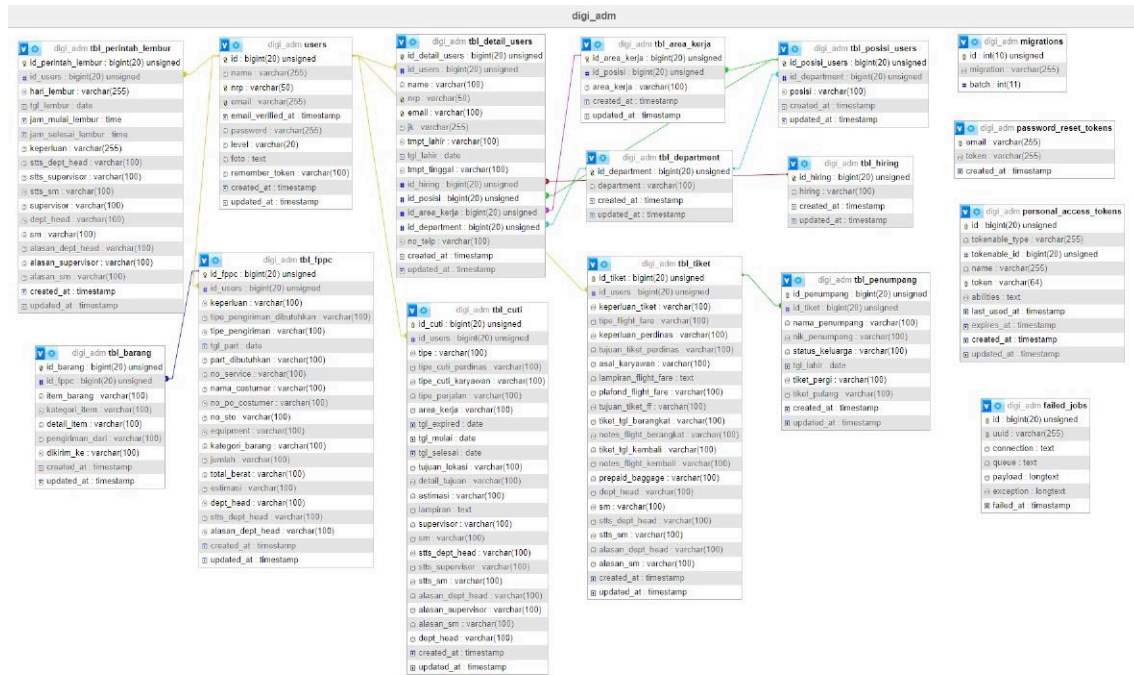 digi_adm
digi_adm tbl_perintah_lembur
id_perintah_lembur : bigint(20) unsigned
id_users : bigint(20) unsigned
hari_lembur : varchar(255)
tgl_lembur : date
jam_mulai_lembur : time
jam_selesai_lembur : time
keperluan : varchar(255)
stts_dept_head : varchar(100)
stts_supervisor : varchar(100)
stts_sm : varchar(100)
supervisor : varchar(100)
dept_head : varchar(100)
sm : varchar(100)
alasan_dept_head : varchar(100)
alasan_supervisor : varchar(100)
alasan_sm : varchar(100)
created_at : timestamp
updated_at : timestamp
digi_adm users
id : bigint(20) unsigned
name : varchar(255)
nrp : varchar(50)
email : varchar(255)
email_verified_at : timestamp
password : varchar(255)
level : varchar(20)
foto : text
remember_token : varchar(100)
created_at : timestamp
updated_at : timestamp
digi_adm tbl_detail_users
id_detail_users : bigint(20) unsigned
id_users : bigint(20) unsigned
name : varchar(100)
nrp : varchar(50)
email : varchar(100)
jk : varchar(255)
tmpt_lahir : varchar(100)
tgl_lahir : date
tmpt_tinggal : varchar(100)
id_hiring : bigint(20) unsigned
id_posisi : bigint(20) unsigned
id_area_kerja : bigint(20) unsigned
id_department : bigint(20) unsigned
no_telp : varchar(100)
created_at : timestamp
updated_at : timestamp
digi_adm tbl_area_kerja
id_area_kerja : bigint(20) unsigned
id_posisi : bigint(20) unsigned
area_kerja : varchar(100)
created_at : timestamp
updated_at : timestamp
digi_adm tbl_posisi_users
id_posisi_users : bigint(20) unsigned
id_department : bigint(20) unsigned
posisi : varchar(100)
created_at : timestamp
updated_at : timestamp
digi_adm migrations
id : int(10) unsigned
migration : varchar(255)
batch : int(11)
digi_adm password_reset_tokens
email : varchar(255)
token : varchar(255)
created_at : timestamp
digi_adm tbl_department
id_department : bigint(20) unsigned
department : varchar(100)
created_at : timestamp
updated_at : timestamp
digi_adm tbl_hiring
id_hiring : bigint(20) unsigned
hiring : varchar(100)
created_at : timestamp
updated_at : timestamp
digi_adm personal_access_tokens
id : bigint(20) unsigned
tokenable_type : varchar(255)
tokenable_id : bigint(20) unsigned
name : varchar(255)
token : varchar(64)
abilities : text
last_used_at : timestamp
expires_at : timestamp
created_at : timestamp
updated_at : timestamp
digi_adm tbl_fppc
id_fppc : bigint(20) unsigned
id_users : bigint(20) unsigned
keperluan : varchar(100)
tipe_pengiriman_dibutuhkan : varchar(100)
tipe_pengiriman : varchar(100)
tgl_part : date
part_dibutuhkan : varchar(100)
no_service : varchar(100)
nama_costumer : varchar(100)
no_po_costumer : varchar(100)
no_sto : varchar(100)
equipment : varchar(100)
kategori_barang : varchar(100)
jumlah : varchar(100)
total_berat : varchar(100)
estimasi : varchar(100)
dept_head : varchar(100)
stts_dept_head : varchar(100)
alasan_dept_head : varchar(100)
created_at : timestamp
updated_at : timestamp
digi_adm tbl_barang
id_barang : bigint(20) unsigned
id_fppc : bigint(20) unsigned
item_barang : varchar(100)
kategori_item : varchar(100)
detail_item : varchar(100)
pengiriman_dari : varchar(100)
dikirim_ke : varchar(100)
created_at : timestamp
updated_at : timestamp
digi_adm tbl_cuti
id_cuti : bigint(20) unsigned
id_users : bigint(20) unsigned
tipe : varchar(100)
tipe_cuti_purdinas : varchar(100)
tipe_cuti_karyawan : varchar(100)
tipe_perjalan : varchar(100)
area_kerja : varchar(100)
tgl_expired : date
tgl_mulai : date
tgl_selesai : date
tujuan_lokasi : varchar(100)
detail_tujuan : varchar(100)
estimasi : varchar(100)
lampiran : text
supervisor : varchar(100)
sm : varchar(100)
stts_dept_head : varchar(100)
stts_supervisor : varchar(100)
stts_sm : varchar(100)
alasan_dept_head : varchar(100)
alasan_supervisor : varchar(100)
alasan_sm : varchar(100)
dept_head : varchar(100)
created_at : timestamp
updated_at : timestamp
digi_adm tbl_tiket
id_tiket : bigint(20) unsigned
id_users : bigint(20) unsigned
keperluan_tiket : varchar(100)
tipe_flight_fare : varchar(100)
keperluan_perdinas : varchar(100)
tujuan_tiket_perdinas : varchar(100)
asal_karyawan : varchar(100)
lampiran_flight_fare : text
plafond_flight_fare : varchar(100)
tujuan_tiket_ff : varchar(100)
tiket_tgl_berangkat : varchar(100)
notes_flight_berangkat : varchar(100)
tiket_tgl_kembali : varchar(100)
notes_flight_kembali : varchar(100)
prepaid_baggage : varchar(100)
dept_head : varchar(100)
sm : varchar(100)
stts_dept_head : varchar(100)
stts_sm : varchar(100)
alasan_dept_head : varchar(100)
alasan_sm : varchar(100)
created_at : timestamp
updated_at : timestamp
digi_adm tbl_penumpang
id_penumpang : bigint(20) unsigned
id_tiket : bigint(20) unsigned
nama_penumpang : varchar(100)
nik_penumpang : varchar(100)
status_keluarga : varchar(100)
tgl_lahir : date
tiket_pergi : varchar(100)
tiket_pulang : varchar(100)
created_at : timestamp
updated_at : timestamp
digi_adm failed_jobs
id : bigint(20) unsigned
uuid : varchar(255)
connection : text
queue : text
payload : longtext
exception : longtext
failed_at : timestamp